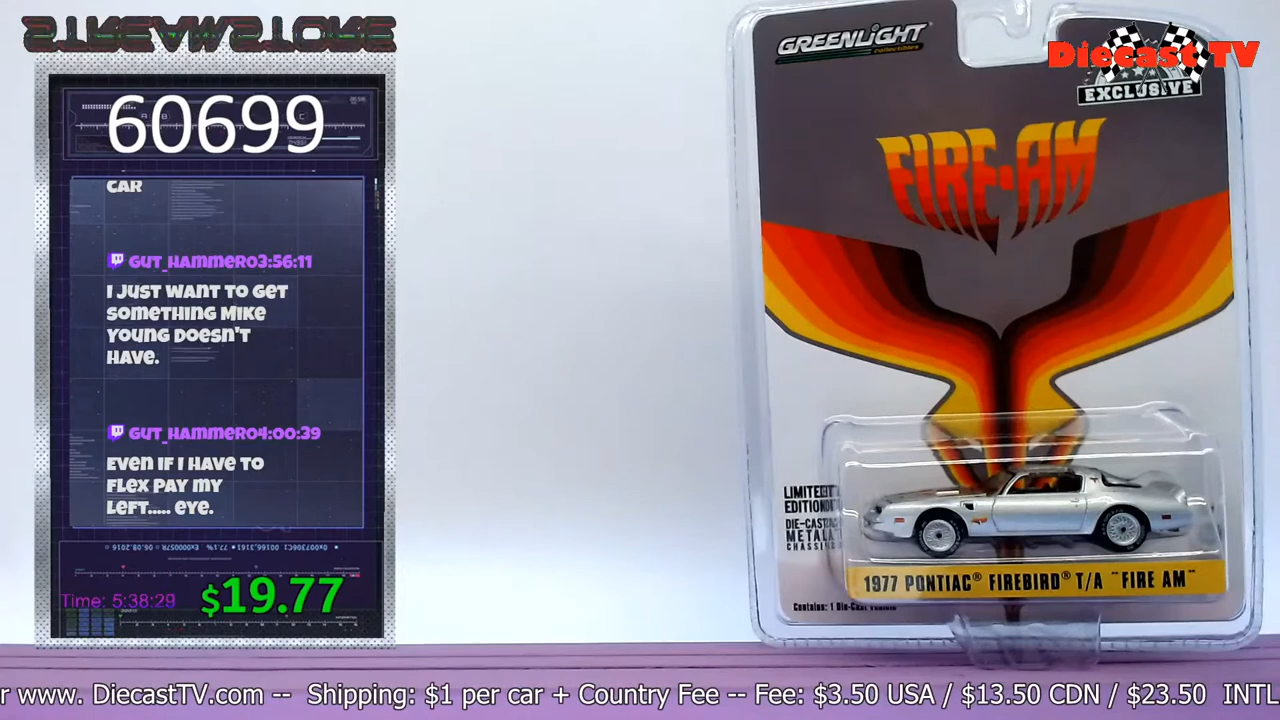 STREAM STORE
60699
CAR
GUT_HAMMER03:56:11
I JUST WANT TO GET
SOMETHING MIKE
YOUNG DOESN'T
HAVE.
GUT_HAMMER04:00:39
EVEN IF I HAVE TO
FLEX PAY MY
LEFT..... EYE.
Time: 5:38:29
$19.77
GREENLIGHT
collectibles
Diecast TV
EXCLUSIVE
FIRE-AM
LIMITED
EDITION
DIE-CAST
METAL
CHASSIS
1977 PONTIAC® FIREBIRD® T/A "FIRE AM"
Contains: 1 Die-Cast Vehicle
r www. DiecastTV.com -- Shipping: $1 per car + Country Fee -- Fee: $3.50 USA / $13.50 CDN / $23.50 INTL